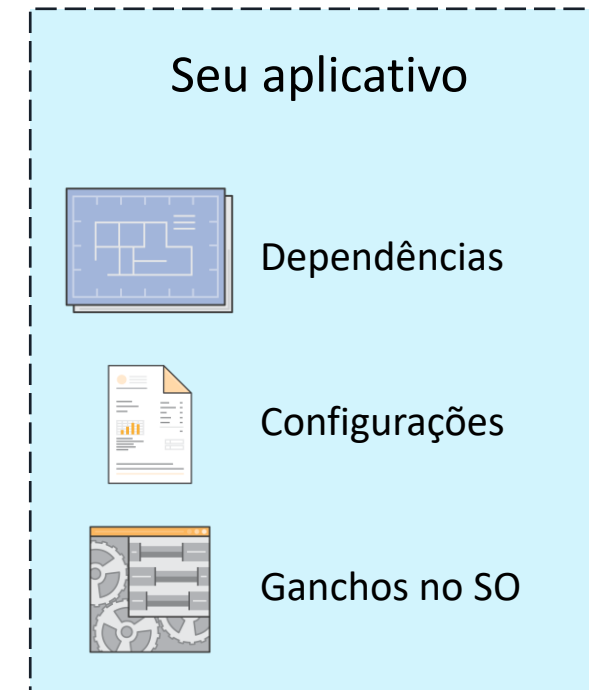 Seu aplicativo
Dependências
Configurações
Ganchos no SO